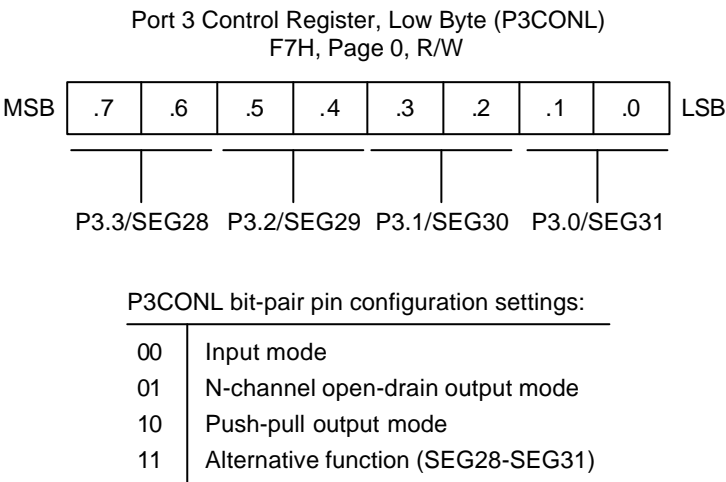 Port 3 Control Register, Low Byte (P3CONL)
F7H, Page 0, R/W
MSB .7 .6 .5 .4 .3 .2 .1 .0 LSB
P3.3/SEG28 P3.2/SEG29 P3.1/SEG30 P3.0/SEG31
P3CONL bit-pair pin configuration settings:
00 Input mode
01 N-channel open-drain output mode
10 Push-pull output mode
11 Alternative function (SEG28-SEG31)